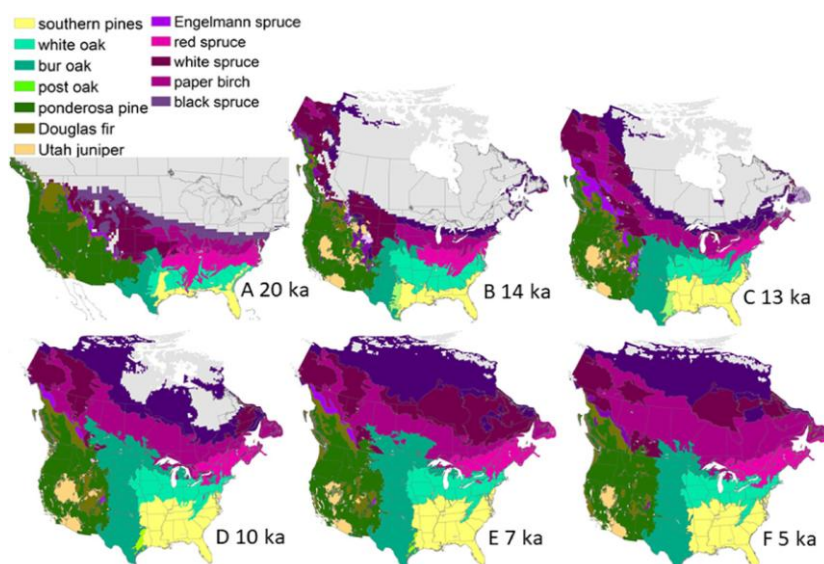 southern pines
white oak
bur oak
post oak
ponderosa pine
Douglas fir
Utah juniper
Engelmann spruce
red spruce
white spruce
paper birch
black spruce
A 20 ka
B 14 ka
C 13 ka
D 10 ka
E 7 ka
F 5 ka